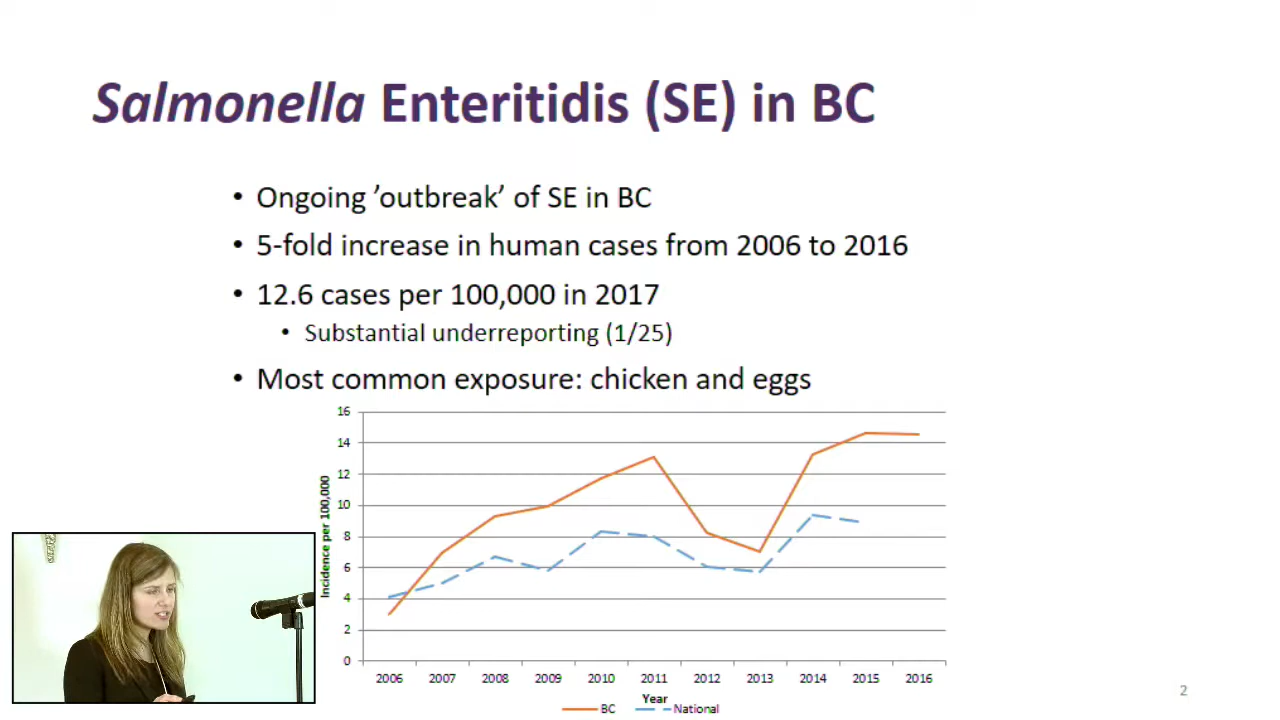 Salmonella Enteritidis (SE) in BC
• Ongoing ’outbreak’ of SE in BC
• 5-fold increase in human cases from 2006 to 2016
• 12.6 cases per 100,000 in 2017
• Substantial underreporting (1/25)
• Most common exposure: chicken and eggs
16
14
12
10
8
6
4
2
0
Incidence per 100,000
2006 2007 2008 2009 2010 2011 2012 2013 2014 2015 2016
Year
BC National
2